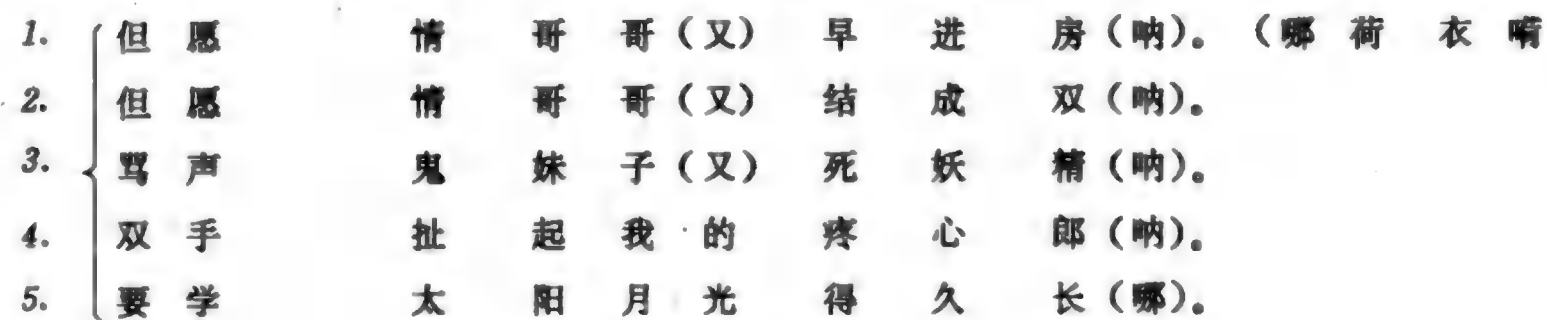 1. 但愿 情哥哥（又）早进房（呐）。（哪荷衣嗬
2. 但愿 情哥哥（又）结成双（呐）。
3. 骂声 鬼妹子（又）死妖精（呐）。
4. 双手 扯起我的疼心郎（呐）。
5. 要学 太阳月光得久长（哪）。